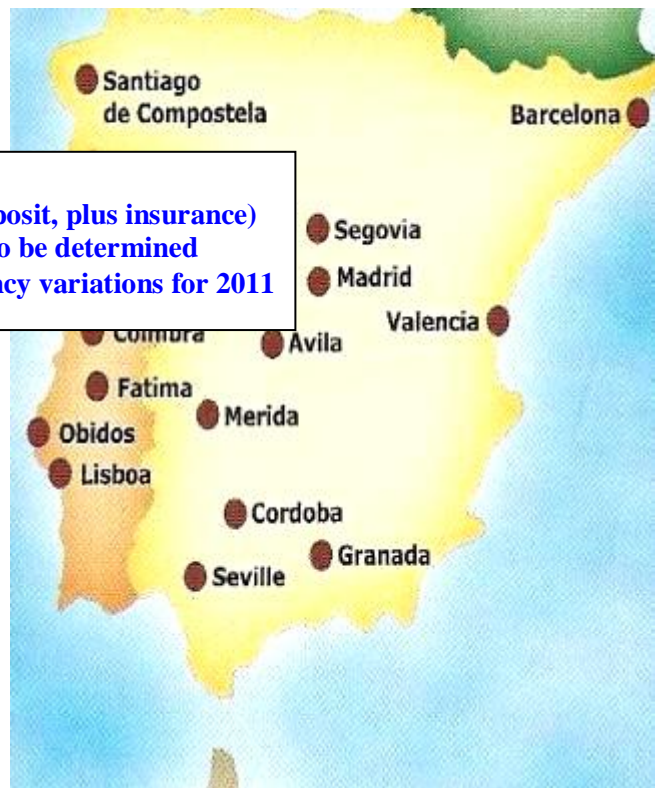 Santiago
de Compostela
Barcelona
posit, plus insurance)
o be determined
ncy variations for 2011
Segovia
Madrid
Valencia
Coimbra
Avila
Fatima
Merida
Obidos
Lisboa
Cordoba
Granada
Seville